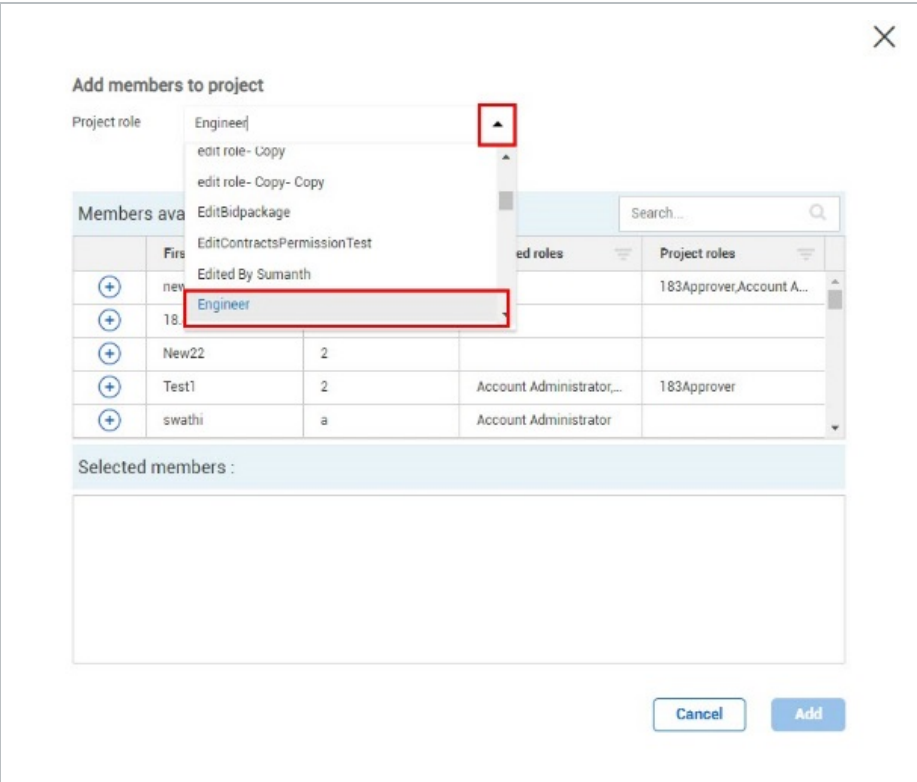 Add members to project
Project role Engineer
edit role- Copy
edit role- Copy- Copy
EditBidpackage
EditContractsPermissionTest
Edited By Sumanth
Engineer
Members ava Search...
Firs ed roles Project roles
new 183Approver,Account A...
18.
New22 2
Test1 2 Account Administrator,... 183Approver
swathi a Account Administrator
Selected members :
Cancel Add